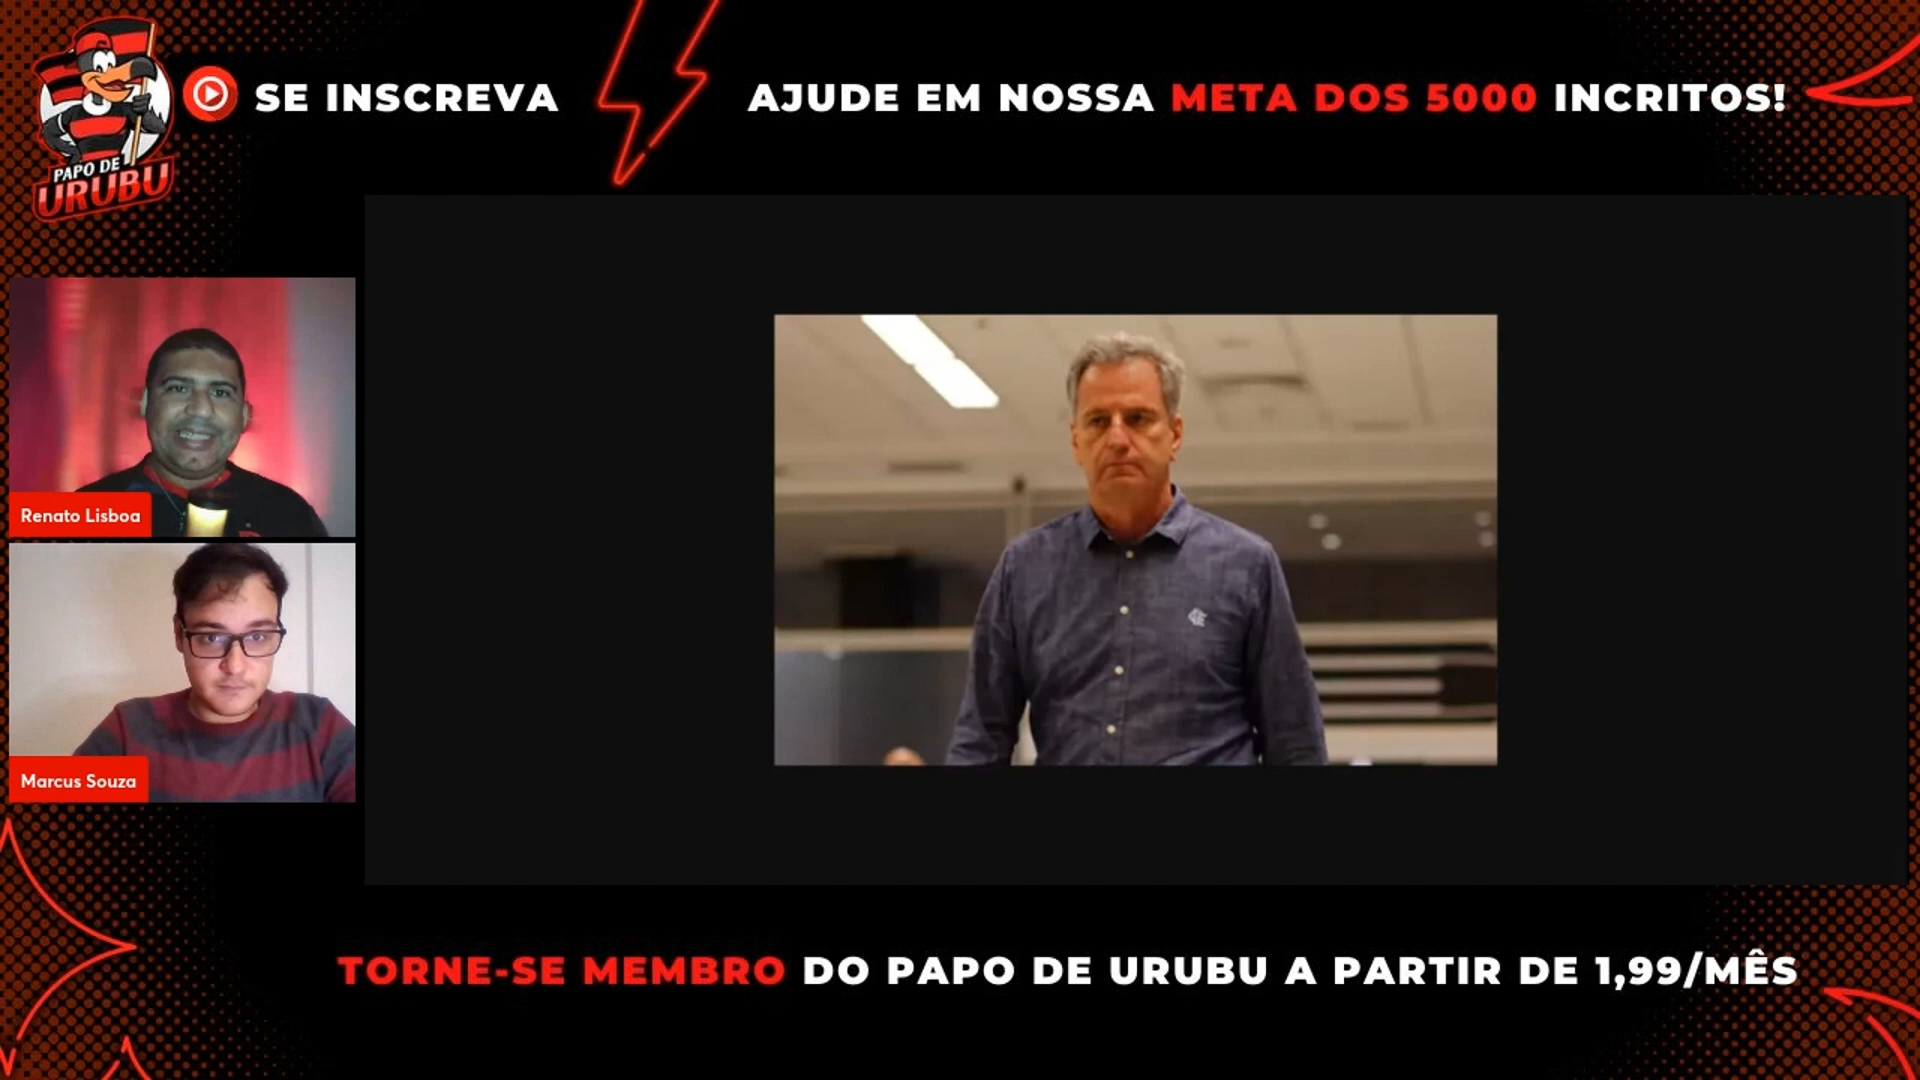 SE INSCREVA
AJUDE EM NOSSA META DOS 5000 INCRITOS!
PAPO DE
URUBU
Renato Lisboa
Marcus Souza
TORNE-SE MEMBRO DO PAPO DE URUBU A PARTIR DE 1,99/MÊS